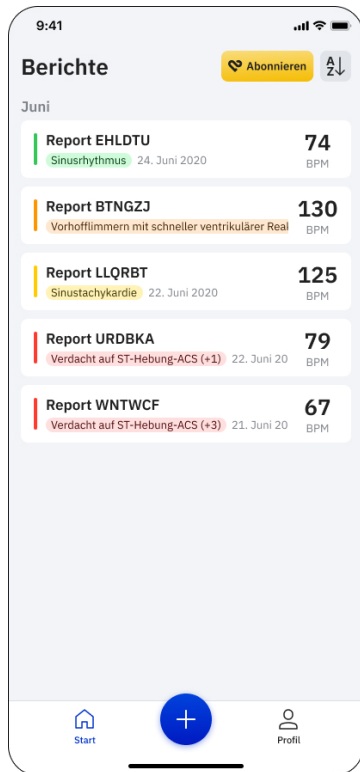 9:41
Berichte
Abonnieren
A
Z
Juni
Report EHLDTU
74
Sinusrhythmus 24. Juni 2020
BPM
Report BTNGZJ
130
Vorhofflimmern mit schneller ventrikulärer
BPM
Report LLQRBT
125
Sinustachykardie 22. Juni 2020
BPM
Report URDBKA
79
Verdacht auf ST-Hebung-ACS (+1) 22. Juni 20
BPM
Report WNTWCF
67
Verdacht auf ST-Hebung-ACS (+3) 21. Juni 20
BPM
Start
Profil